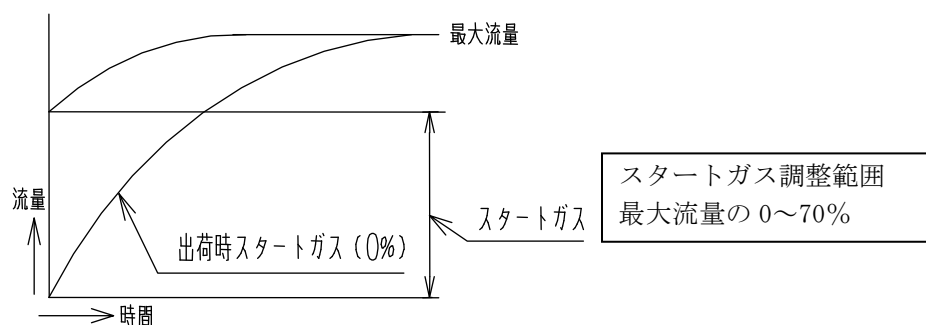 最大流量
流量
スタートガス
スタートガス調整範囲
最大流量の 0～70%
出荷時スタートガス(0%)
時間